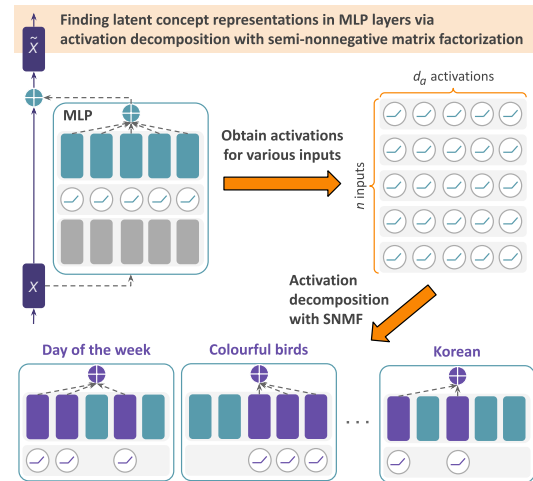 Finding latent concept representations in MLP layers via
activation decomposition with semi-nonnegative matrix factorization
X̃
MLP
X
Obtain activations
for various inputs
dₐ activations
n inputs
Activation
decomposition
with SNMF
Day of the week
Colourful birds
. . .
Korean